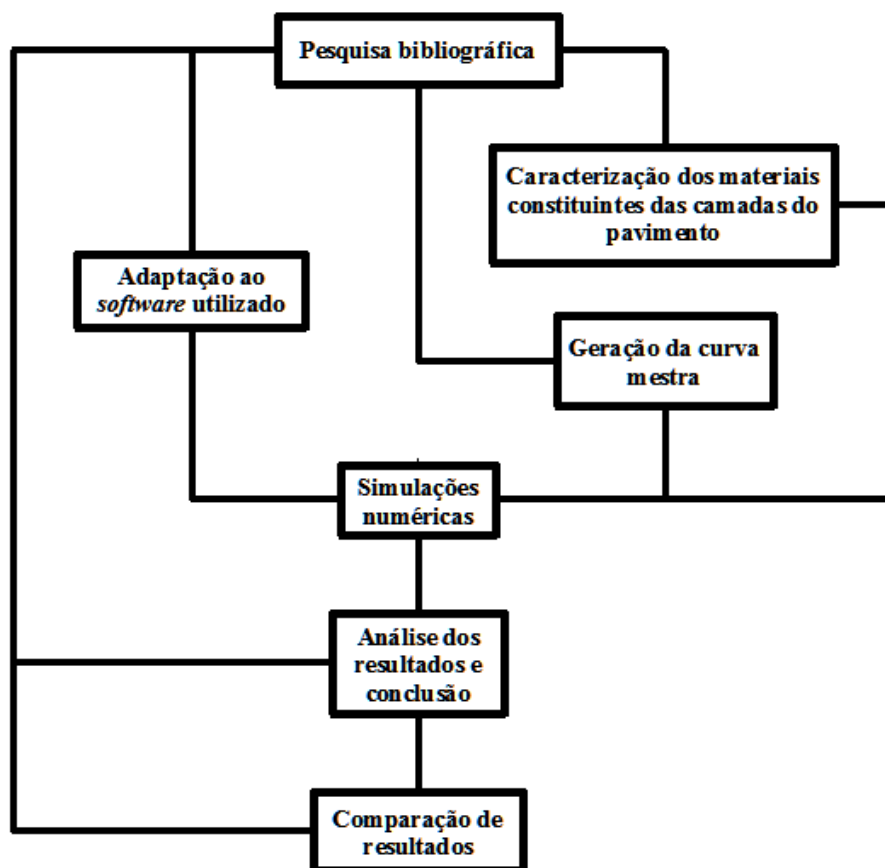 Pesquisa bibliográfica
Caracterização dos materiais
constituintes das camadas do
pavimento
Adaptação ao
software utilizado
Geração da curva
mestra
Simulações
numéricas
Análise dos
resultados e
conclusão
Comparação de
resultados